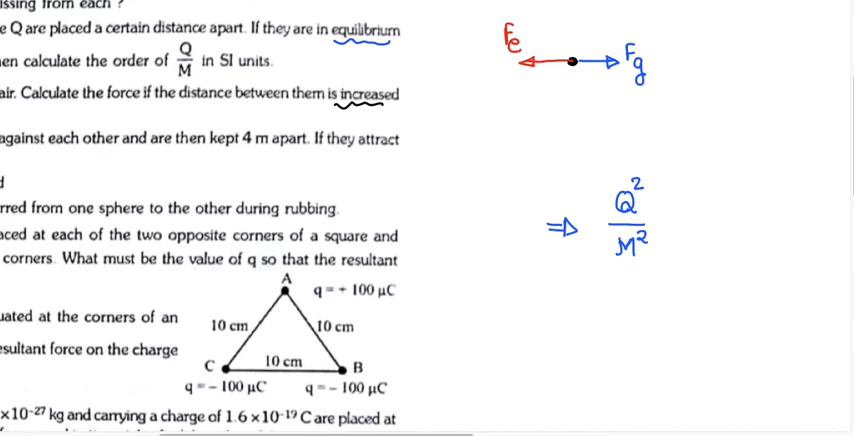 issing from each ?
e Q are placed a certain distance apart. If they are in equilibrium
en calculate the order of Q/M in SI units.
air. Calculate the force if the distance between them is increased
against each other and are then kept 4 m apart. If they attract
rred from one sphere to the other during rubbing.
aced at each of the two opposite corners of a square and
corners. What must be the value of q so that the resultant
uated at the corners of an
esultant force on the charge
A
q = + 100 μC
10 cm
10 cm
C
10 cm
B
q = − 100 μC
q = − 100 μC
×10⁻²⁷ kg and carrying a charge of 1.6 ×10⁻¹⁹ C are placed at
Fe
Fg
⇒ Q²/M²